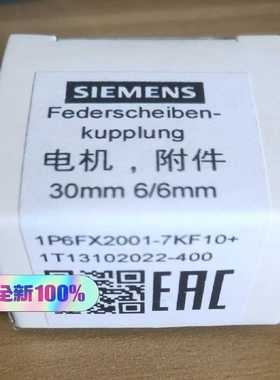 SIEMENS
Federscheiben-
kupplung
电机，附件
30mm 6/6mm
1P6FX2001-7KF10+
1T13102022-400
EAC
全新100%